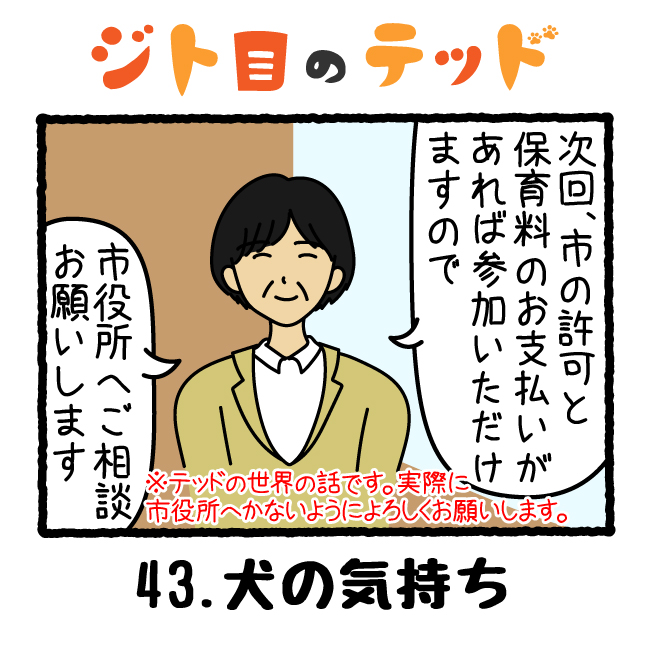 ジト目のテッド
次回、市の許可と
保育料のお支払いが
あれば参加いただけ
ますので
市役所へご相談
お願いします
※テッドの世界の話です。実際に
市役所へかないようによろしくお願いします。
43.犬の気持ち